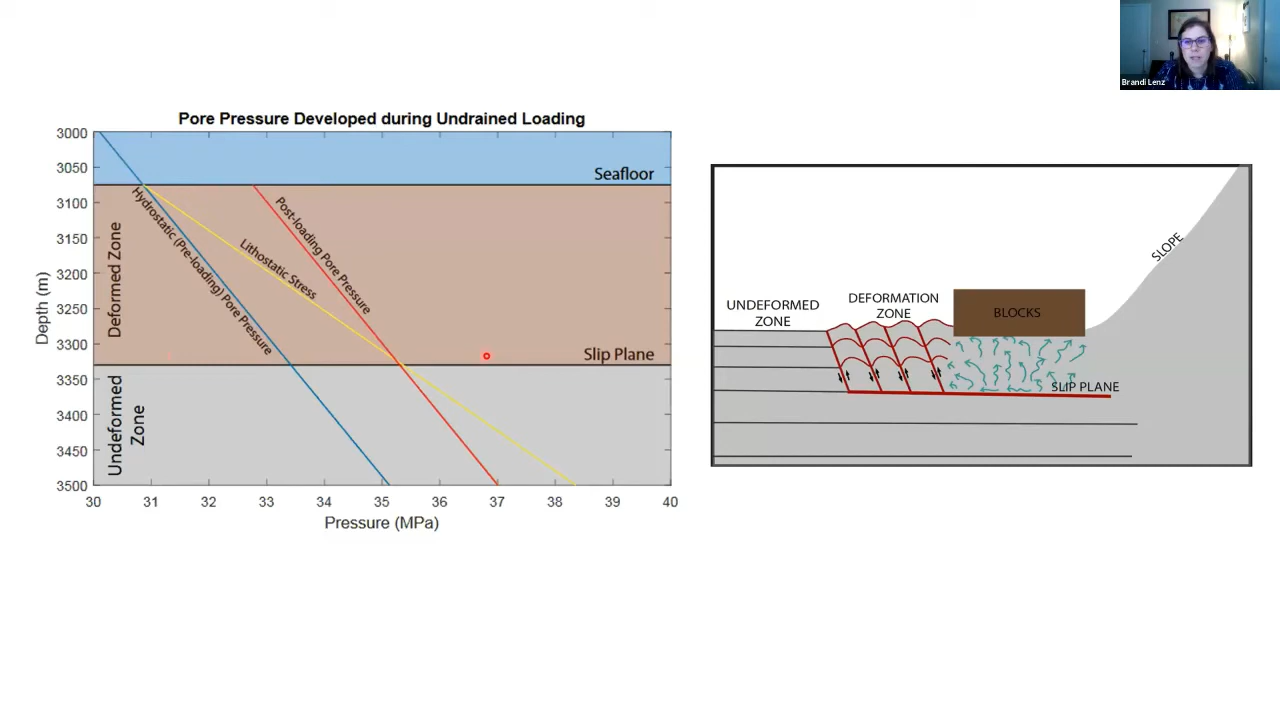 Brandi Lenz
Pore Pressure Developed during Undrained Loading
3000
3050
3100
3150
3200
3250
3300
3350
3400
3450
3500
Depth (m)
30 31 32 33 34 35 36 37 38 39 40
Pressure (MPa)
Seafloor
Deformed Zone
Hydrostatic (Pre-loading) Pore Pressure
Lithostatic Stress
Post-loading Pore Pressure
Slip Plane
Undeformed
Zone
SLOPE
UNDEFORMED
ZONE
DEFORMATION
ZONE
BLOCKS
SLIP PLANE